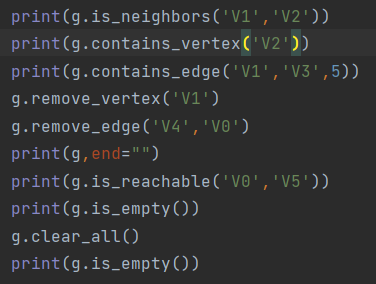 print(g.is_neighbors('V1','V2'))
print(g.contains_vertex('V2'))
print(g.contains_edge('V1','V3',5))
g.remove_vertex('V1')
g.remove_edge('V4','V0')
print(g,end="")
print(g.is_reachable('V0','V5'))
print(g.is_empty())
g.clear_all()
print(g.is_empty())